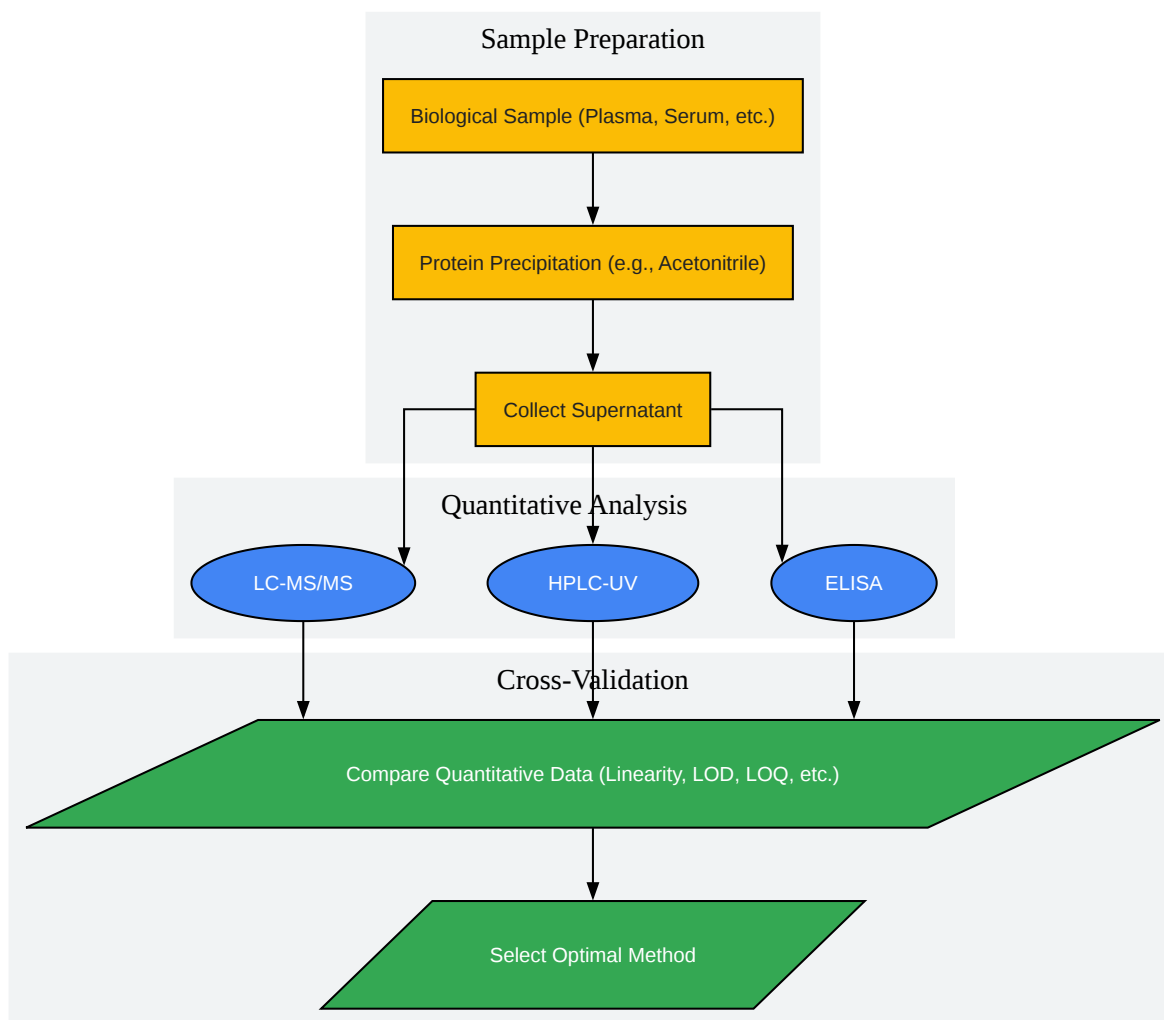 Sample Preparation
Biological Sample (Plasma, Serum, etc.)
Protein Precipitation (e.g., Acetonitrile)
Collect Supernatant
Quantitative Analysis
LC-MS/MS
HPLC-UV
ELISA
Cross-Validation
Compare Quantitative Data (Linearity, LOD, LOQ, etc.)
Select Optimal Method